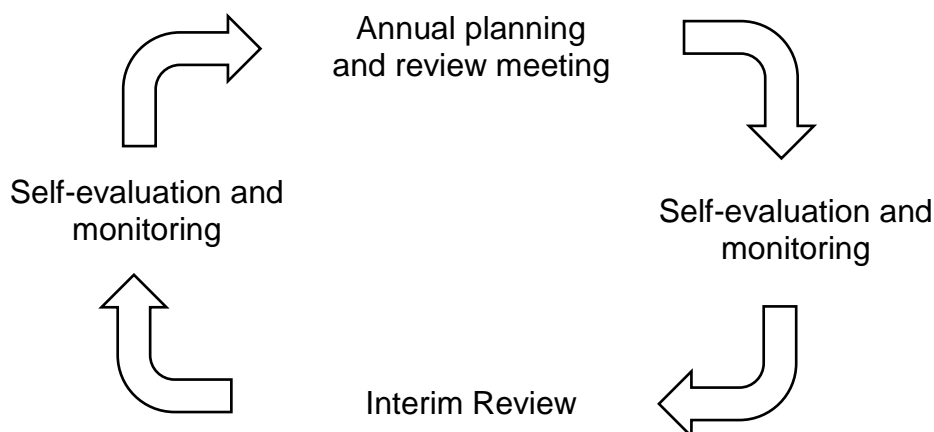 Annual planning
and review meeting
Self-evaluation and
monitoring
Self-evaluation and
monitoring
Interim Review